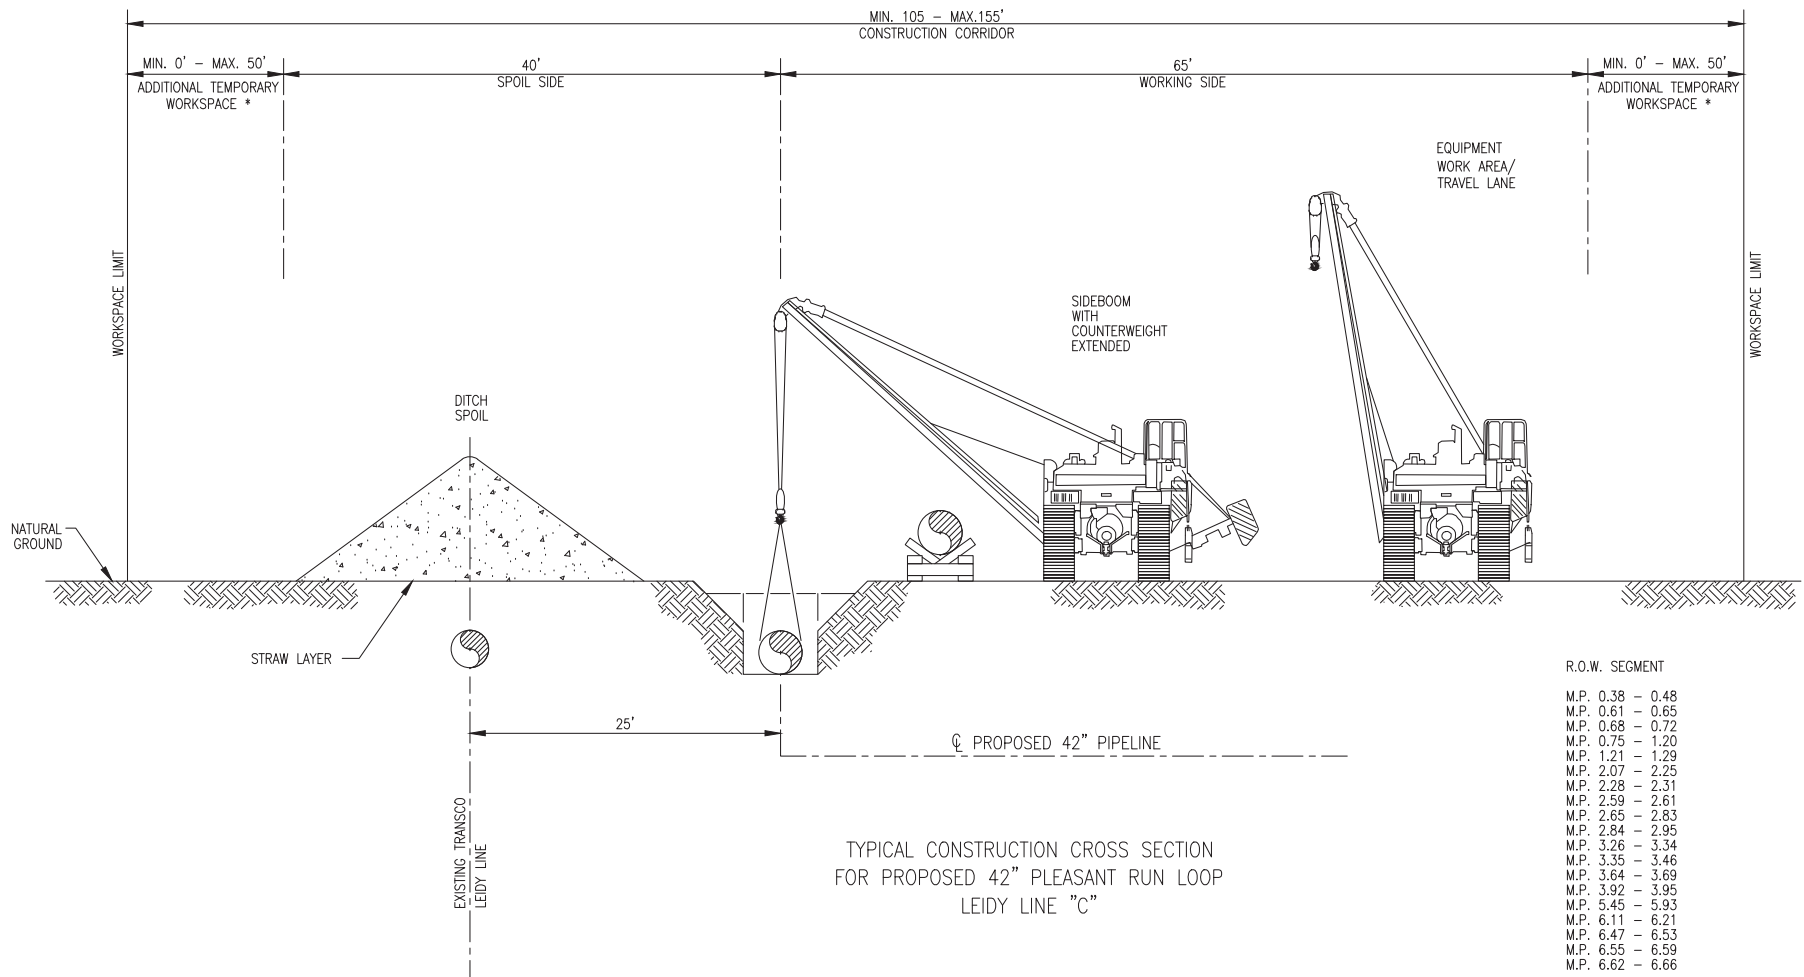 MIN. 105 – MAX.155'
CONSTRUCTION CORRIDOR
MIN. 0' – MAX. 50'
ADDITIONAL TEMPORARY
WORKSPACE *
40'
SPOIL SIDE
65'
WORKING SIDE
MIN. 0' – MAX. 50'
ADDITIONAL TEMPORARY
WORKSPACE *
EQUIPMENT
WORK AREA/
TRAVEL LANE
WORKSPACE LIMIT
WORKSPACE LIMIT
SIDEBOOM
WITH
COUNTERWEIGHT
EXTENDED
DITCH
SPOIL
NATURAL
GROUND
STRAW LAYER
25'
℄ PROPOSED 42" PIPELINE
EXISTING TRANSCO
LEIDY LINE
TYPICAL CONSTRUCTION CROSS SECTION
FOR PROPOSED 42" PLEASANT RUN LOOP
LEIDY LINE "C"
R.O.W. SEGMENT
M.P. 0.38 – 0.48
M.P. 0.61 – 0.65
M.P. 0.68 – 0.72
M.P. 0.75 – 1.20
M.P. 1.21 – 1.29
M.P. 2.07 – 2.25
M.P. 2.28 – 2.31
M.P. 2.59 – 2.61
M.P. 2.65 – 2.83
M.P. 2.84 – 2.95
M.P. 3.26 – 3.34
M.P. 3.35 – 3.46
M.P. 3.64 – 3.69
M.P. 3.92 – 3.95
M.P. 5.45 – 5.93
M.P. 6.11 – 6.21
M.P. 6.47 – 6.53
M.P. 6.55 – 6.59
M.P. 6.62 – 6.66